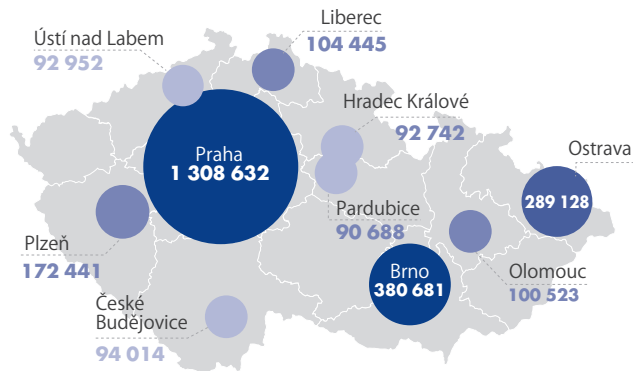 Liberec
104 445
Ústí nad Labem
92 952
Hradec Králové
92 742
Praha
1 308 632
Ostrava
289 128
Pardubice
90 688
Plzeň
172 441
Brno
380 681
Olomouc
100 523
České
Budějovice
94 014